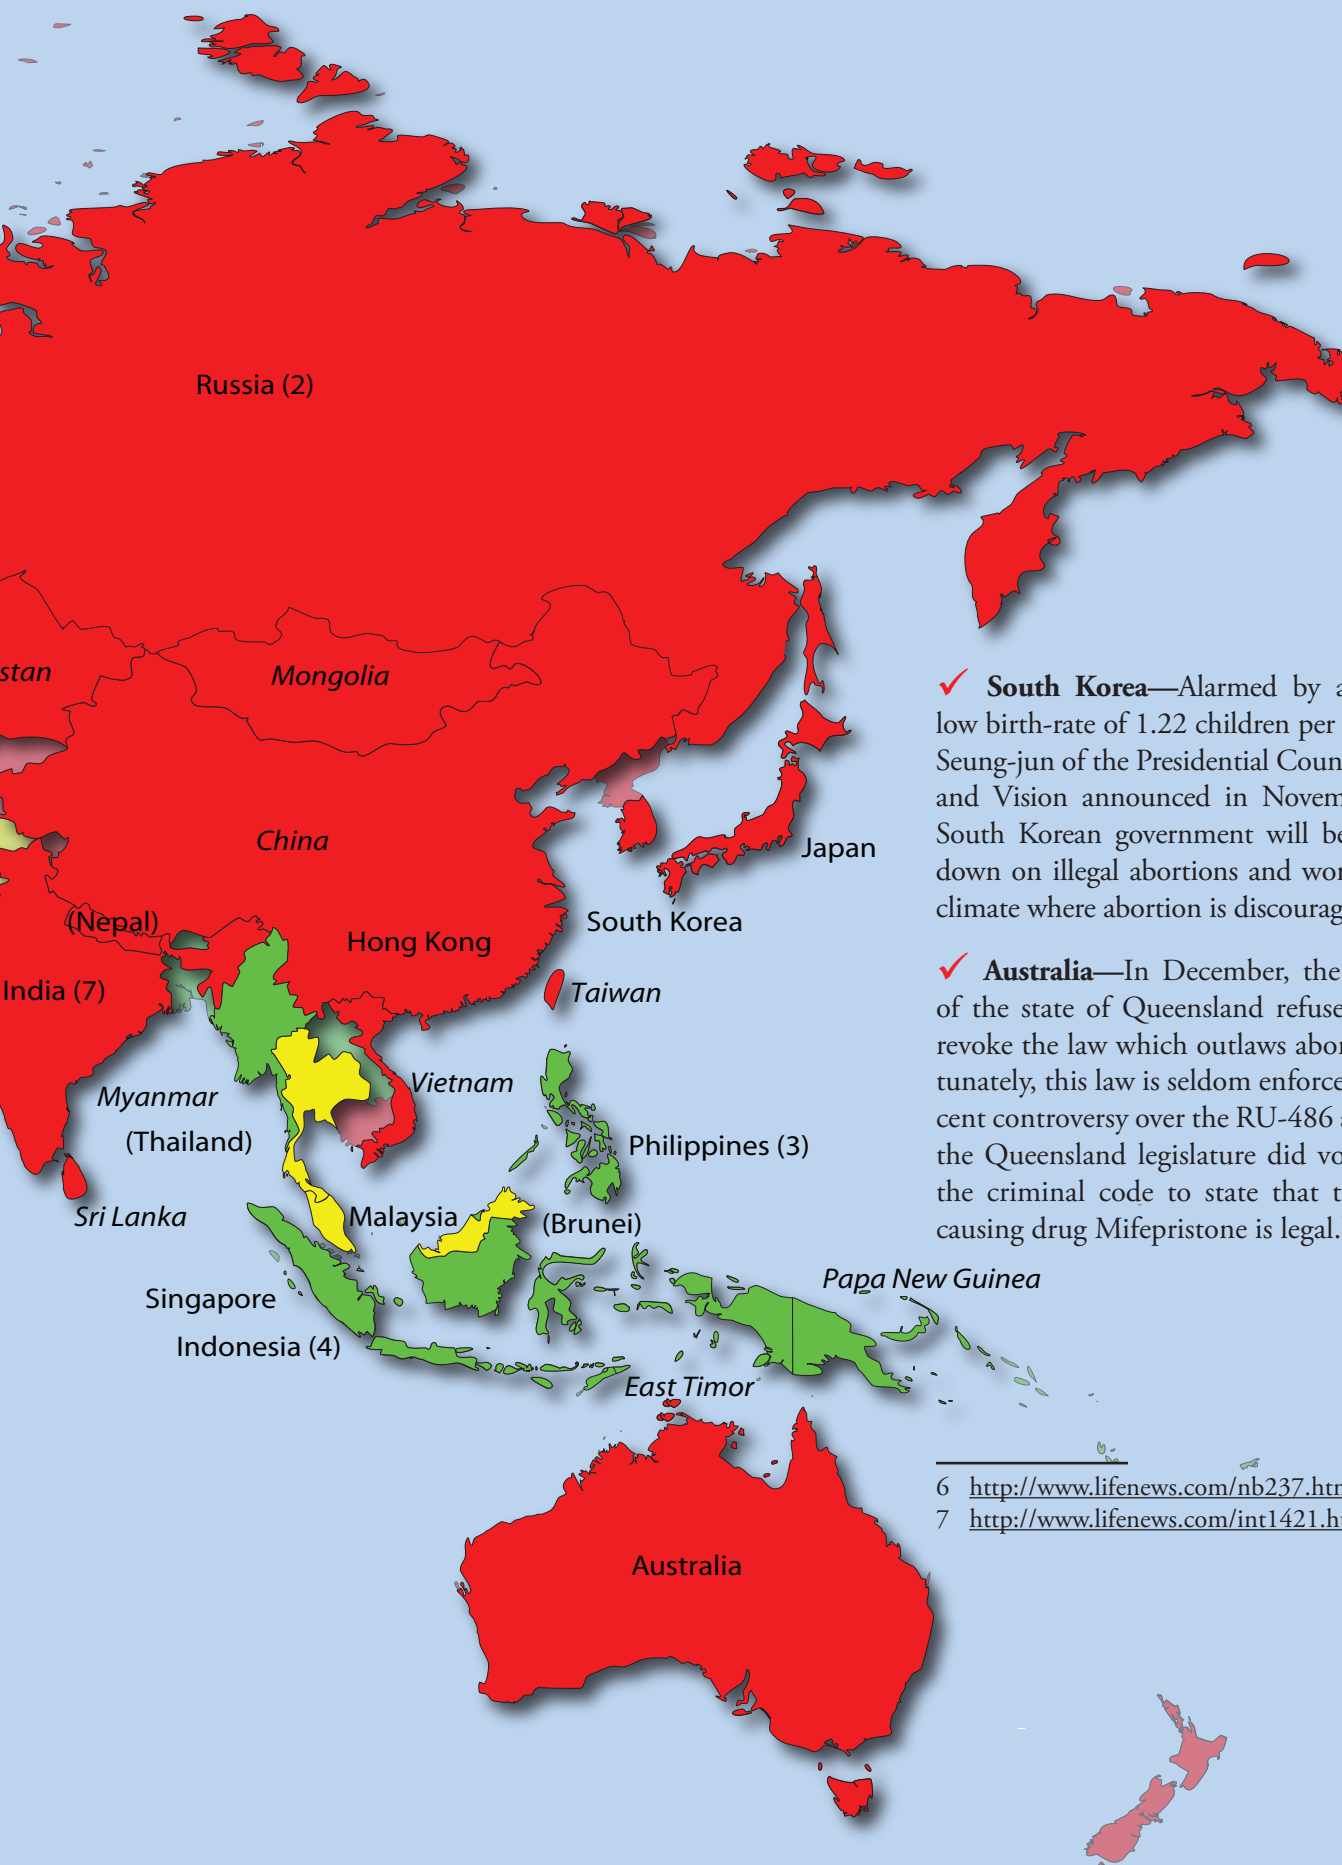 Russia (2)
stan
Mongolia
China
Japan
(Nepal)
South Korea
Hong Kong
India (7)
Taiwan
Myanmar
Vietnam
(Thailand)
Philippines (3)
Sri Lanka
Malaysia
(Brunei)
Papa New Guinea
Singapore
Indonesia (4)
East Timor
Australia
✓ South Korea—Alarmed by a
low birth-rate of 1.22 children per
Seung-jun of the Presidential Coun
and Vision announced in Novem
South Korean government will be
down on illegal abortions and wor
climate where abortion is discourag
✓ Australia—In December, the
of the state of Queensland refuse
revoke the law which outlaws abor
tunately, this law is seldom enforce
cent controversy over the RU-486
the Queensland legislature did vo
the criminal code to state that t
causing drug Mifepristone is legal.
6 http://www.lifenews.com/nb237.htm
7 http://www.lifenews.com/int1421.h